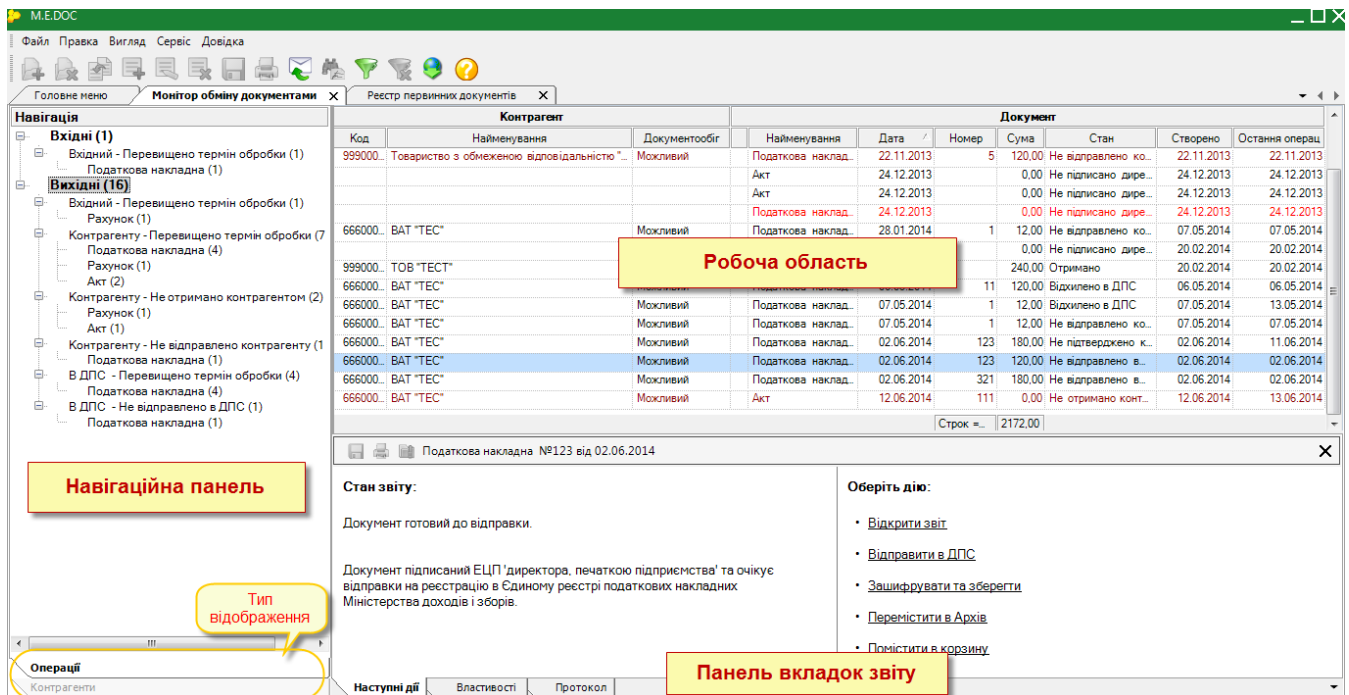 M.E.DOC
Файл Правка Вигляд Сервіс Довідка
Головне меню Монітор обміну документами X Реєстр первинних документів X
Навігація
Вхідні (1)
Вхідний - Перевищено термін обробки (1)
Податкова накладна (1)
Вихідні (16)
Вхідний - Перевищено термін обробки (1)
Рахунок (1)
Контрагенту - Перевищено термін обробки (7
Податкова накладна (4)
Рахунок (1)
Акт (2)
Контрагенту - Не отримано контрагентом (2)
Рахунок (1)
Акт (1)
Контрагенту - Не відправлено контрагенту (1
Податкова накладна (1)
В ДПС - Перевищено термін обробки (4)
Податкова накладна (4)
В ДПС - Не відправлено в ДПС (1)
Податкова накладна (1)
Навігаційна панель
Тип
відображення
Операції
Контрагенти
Контрагент Документ
Код Найменування Документообіг Найменування Дата Номер Сума Стан Створено Остання операц
999000... Товариство з обмеженою відповідальністю "... Можливий Податкова наклад... 22.11.2013 5 120,00 Не відправлено ко... 22.11.2013 22.11.2013
Акт 24.12.2013 0,00 Не підписано дире... 24.12.2013 24.12.2013
Акт 24.12.2013 0,00 Не підписано дире... 24.12.2013 24.12.2013
Податкова наклад... 24.12.2013 0,00 Не підписано дире... 24.12.2013 24.12.2013
666000... ВАТ "ТЕС" Можливий Податкова наклад... 28.01.2014 1 12,00 Не відправлено ко... 07.05.2014 07.05.2014
0,00 Не підписано дире... 20.02.2014 20.02.2014
999000... ТОВ "ТЕСТ" 240,00 Отримано 20.02.2014 20.02.2014
666000... ВАТ "ТЕС" 11 120,00 Відхилено в ДПС 06.05.2014 06.05.2014
666000... ВАТ "ТЕС" Можливий Податкова наклад... 07.05.2014 1 12,00 Відхилено в ДПС 07.05.2014 13.05.2014
666000... ВАТ "ТЕС" Можливий Податкова наклад... 07.05.2014 1 12,00 Не відправлено ко... 07.05.2014 07.05.2014
666000... ВАТ "ТЕС" Можливий Податкова наклад... 02.06.2014 123 180,00 Не підтверджено к... 02.06.2014 11.06.2014
666000... ВАТ "ТЕС" Можливий Податкова наклад... 02.06.2014 123 120,00 Не відправлено в... 02.06.2014 02.06.2014
666000... ВАТ "ТЕС" Можливий Податкова наклад... 02.06.2014 321 180,00 Не відправлено в... 02.06.2014 02.06.2014
666000... ВАТ "ТЕС" Можливий Акт 12.06.2014 111 0,00 Не отримано конт... 12.06.2014 13.06.2014
Строк =... 2172,00
Робоча область
Податкова накладна №123 від 02.06.2014
Стан звіту:
Документ готовий до відправки.
Документ підписаний ЕЦП 'директора, печаткою підприємства' та очікує
відправки на реєстрацію в Єдиному реєстрі податкових накладних
Міністерства доходів і зборів.
Оберіть дію:
• Відкрити звіт
• Відправити в ДПС
• Зашифрувати та зберегти
• Перемістити в Архів
• Помістити в корзину
Панель вкладок звіту
Наступні дії Властивості Протокол